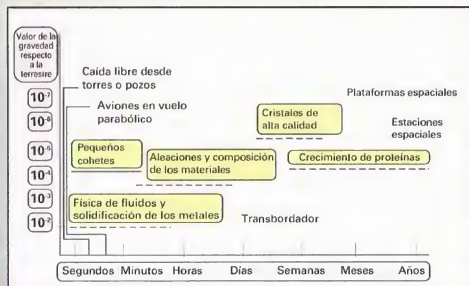 Valor de la
gravedad
respecto
a la
terrestre
Caída libre desde
torres o pozos
Aviones en vuelo
parabólico
Plataformas espaciales
Cristales de
alta calidad
Estaciones
espaciales
10⁻⁷
10⁻⁶
10⁻⁵
10⁻⁴
10⁻³
10⁻²
Pequeños
cohetes
Aleaciones y composición
de los materiales
Crecimiento de proteínas
Física de fluidos y
solidificación de los metales
Transbordador
Segundos Minutos Horas Días Semanas Meses Años